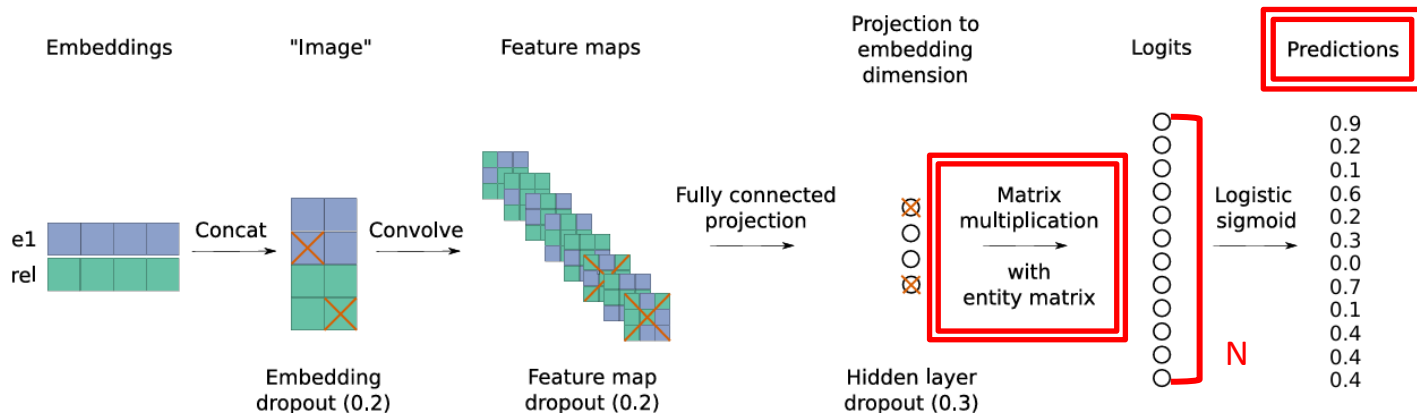 Embeddings
"Image"
Feature maps
Projection to
embedding
dimension
Logits
Predictions
e1
rel
Concat
Convolve
Fully connected
projection
Matrix
multiplication
with
entity matrix
Logistic
sigmoid
0.9
0.2
0.1
0.6
0.2
0.3
0.0
0.7
0.1
0.4
0.4
0.4
N
Embedding
dropout (0.2)
Feature map
dropout (0.2)
Hidden layer
dropout (0.3)